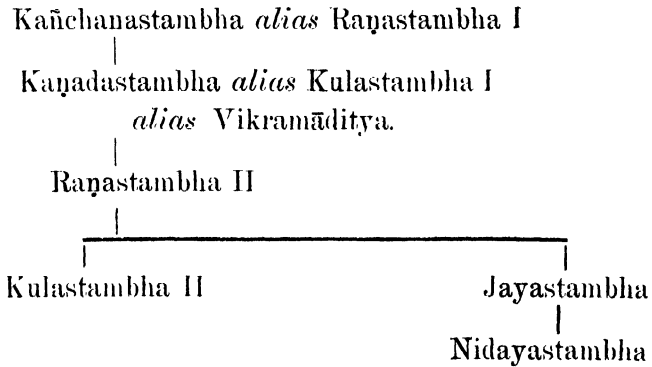 Kañchanastambha alias Raṇastambha I
Kaṇadastambha alias Kulastambha I
alias Vikramāditya.
Raṇastambha II
Kulastambha II Jayastambha
Nidayastambha